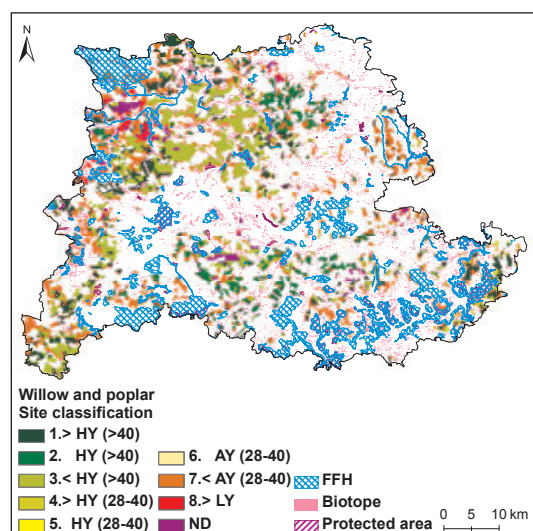 N
Willow and poplar
Site classification
1.> HY (>40)
2. HY (>40)
3.< HY (>40)
4.> HY (28-40)
5. HY (28-40)
6. AY (28-40)
7.< AY (28-40)
8.> LY
ND
FFH
Biotope
Protected area
0 5 10 km